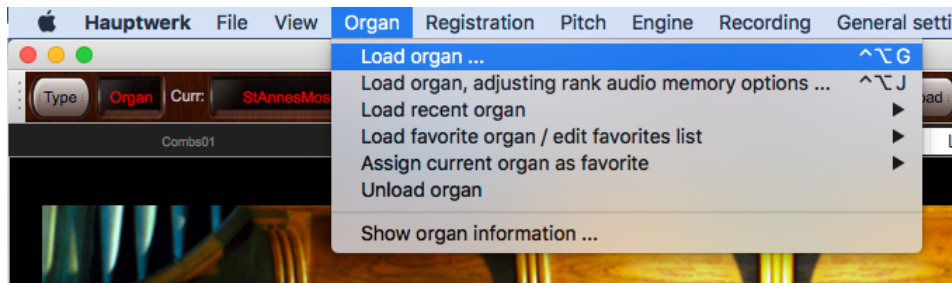 Hauptwerk File View Organ Registration Pitch Engine Recording General setti
Load organ ... ^⌥G
Load organ, adjusting rank audio memory options ... ^⌥J
Load recent organ
Load favorite organ / edit favorites list
Assign current organ as favorite
Unload organ
Show organ information ...
Type Organ Curr: StAnnesMos oad
Combs01 L